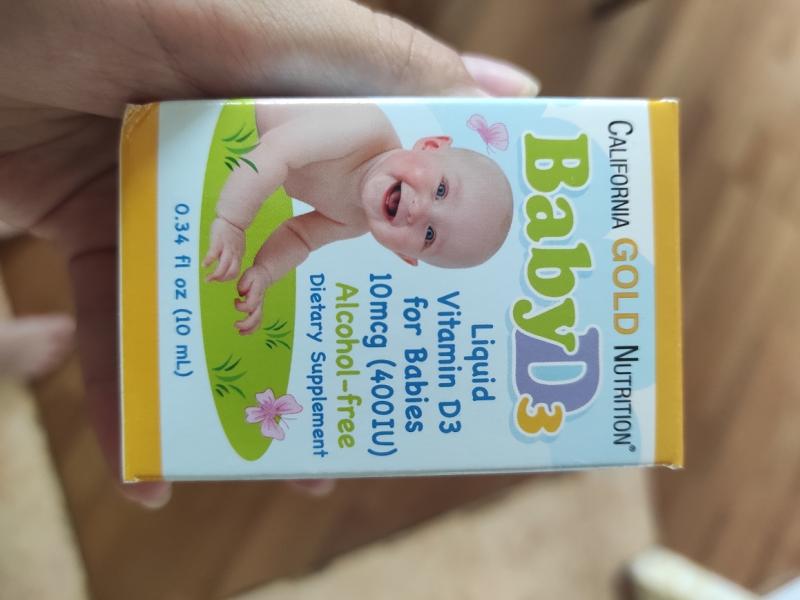 CALIFORNIA GOLD NUTRITION®
BabyD3
Liquid
Vitamin D3
for Babies
10mcg (400IU)
Alcohol-free
Dietary Supplement
0.34 fl oz (10 mL)